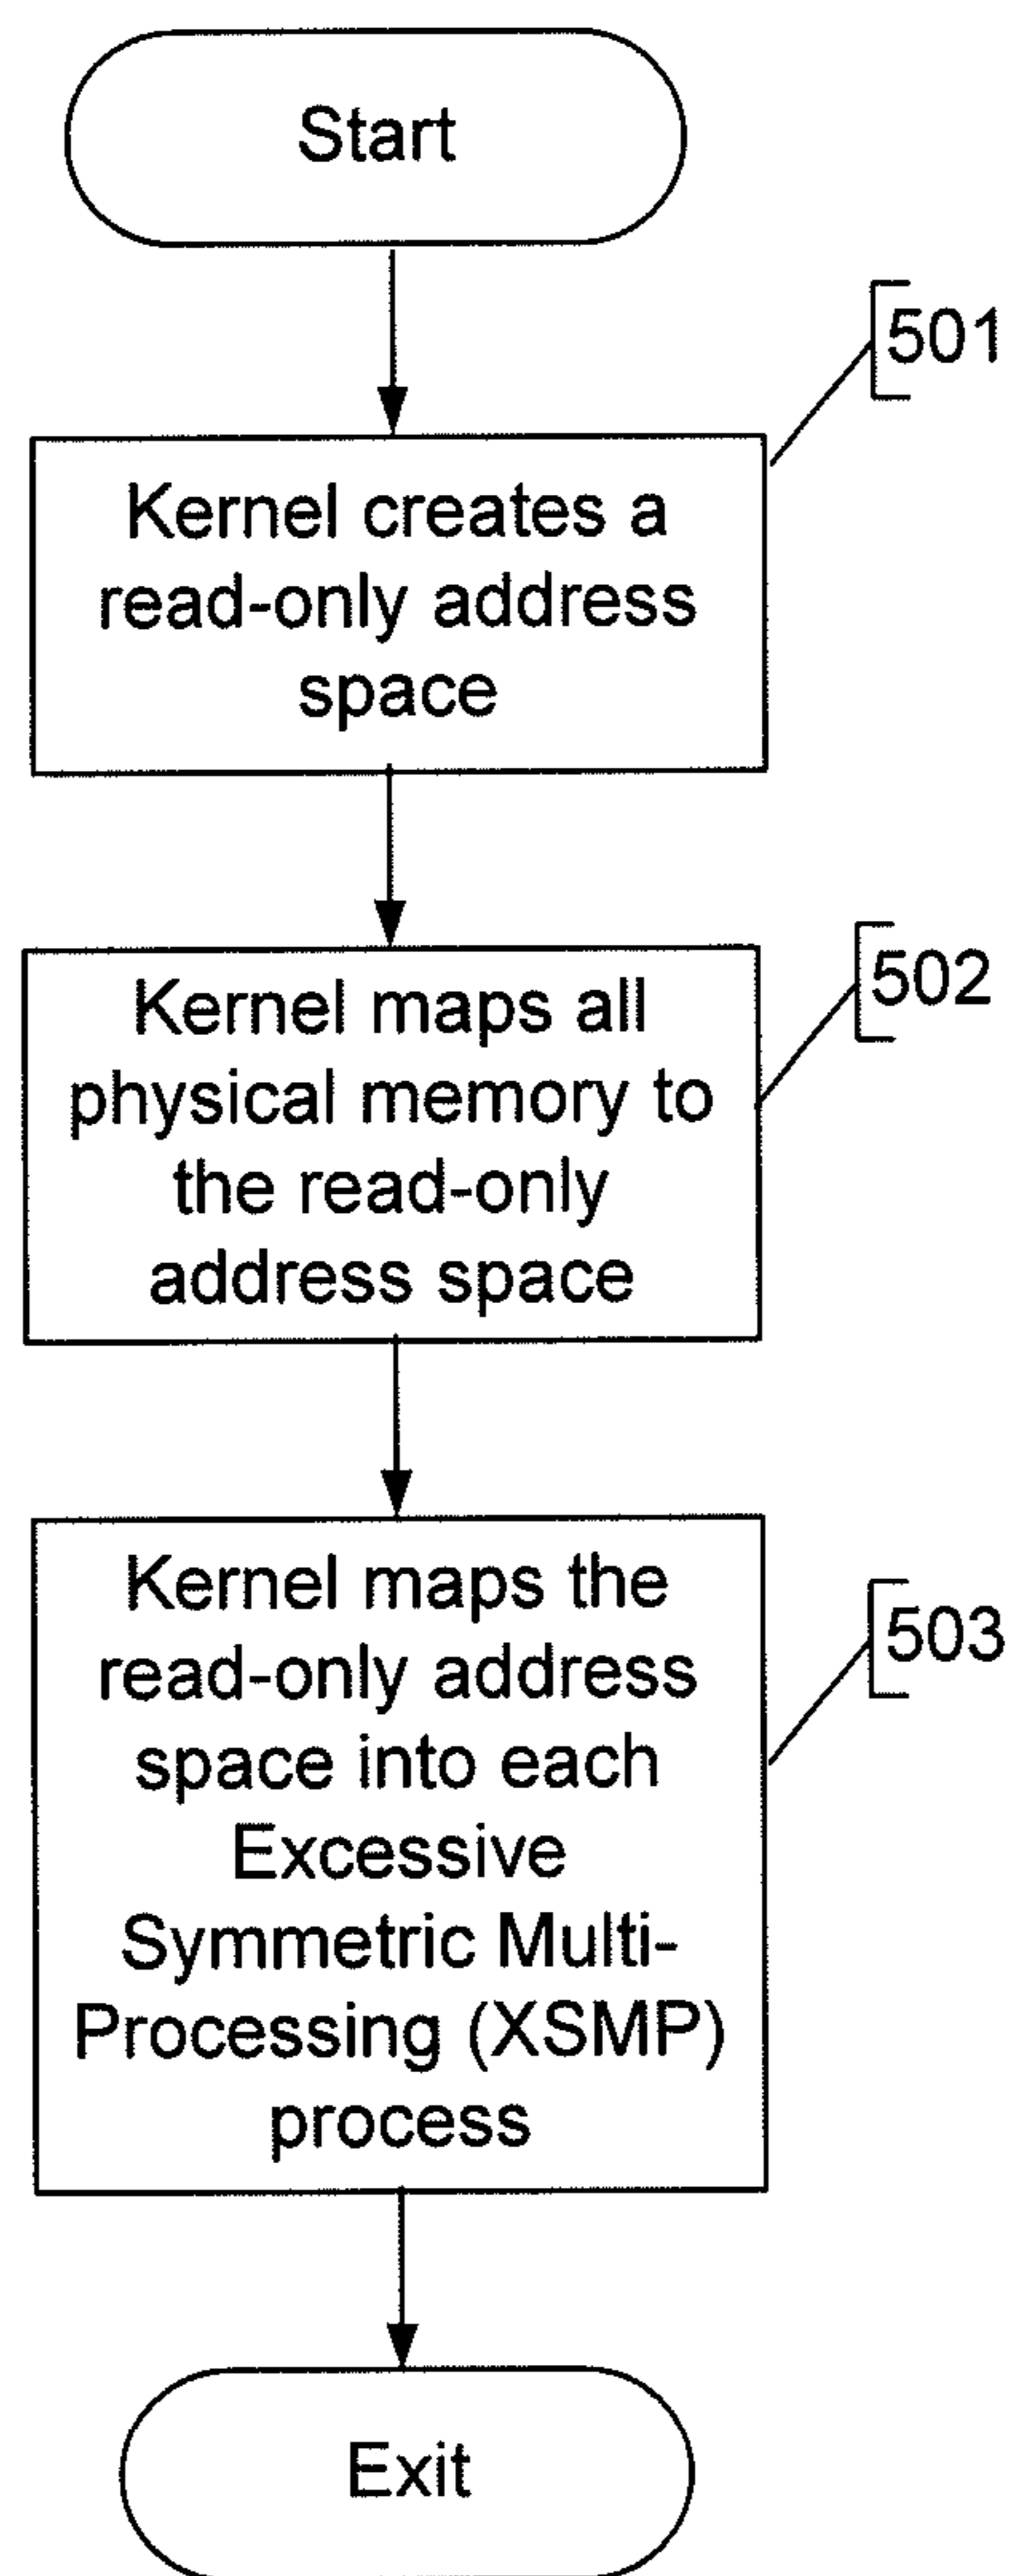 Start
501
Kernel creates a
read-only address
space
502
Kernel maps all
physical memory to
the read-only
address space
503
Kernel maps the
read-only address
space into each
Excessive
Symmetric Multi-
Processing (XSMP)
process
Exit